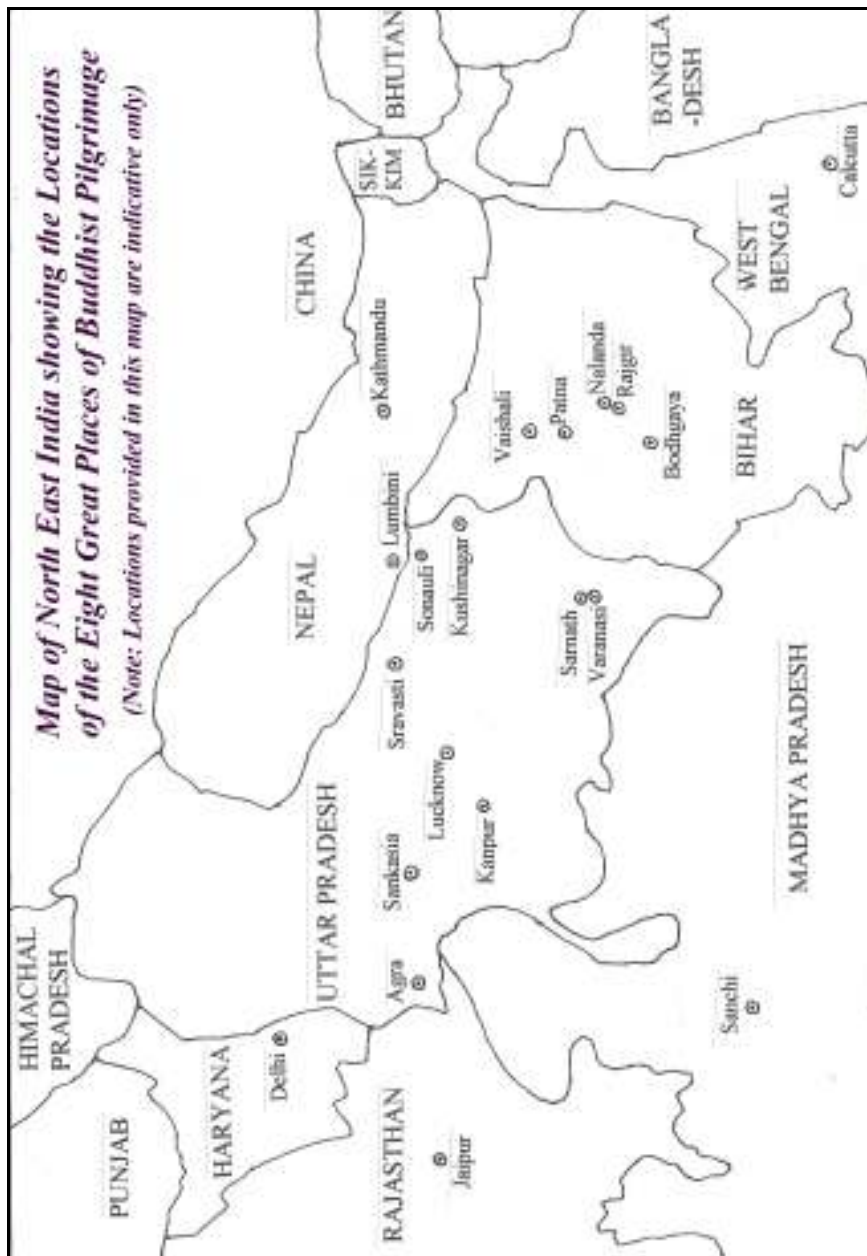 Map of North East India showing the Locations
of the Eight Great Places of Buddhist Pilgrimage
(Note: Locations provided in this map are indicative only)
HIMACHAL
PRADESH
PUNJAB
HARYANA
Delhi
CHINA
NEPAL
UTTAR PRADESH
SIK-
KIM
BHUTAN
Kathmandu
Lumbini
Sravasti
Sankasia
Agra
RAJASTHAN
Jaipur
Lucknow
Sonauli
Kushinagar
Kanpur
Vaishali
Patna
Nalanda
Rajgir
Sarnath
Varanasi
Bodhgaya
BANGLA
-DESH
WEST
BENGAL
BIHAR
Calcutta
Sanchi
MADHYA PRADESH